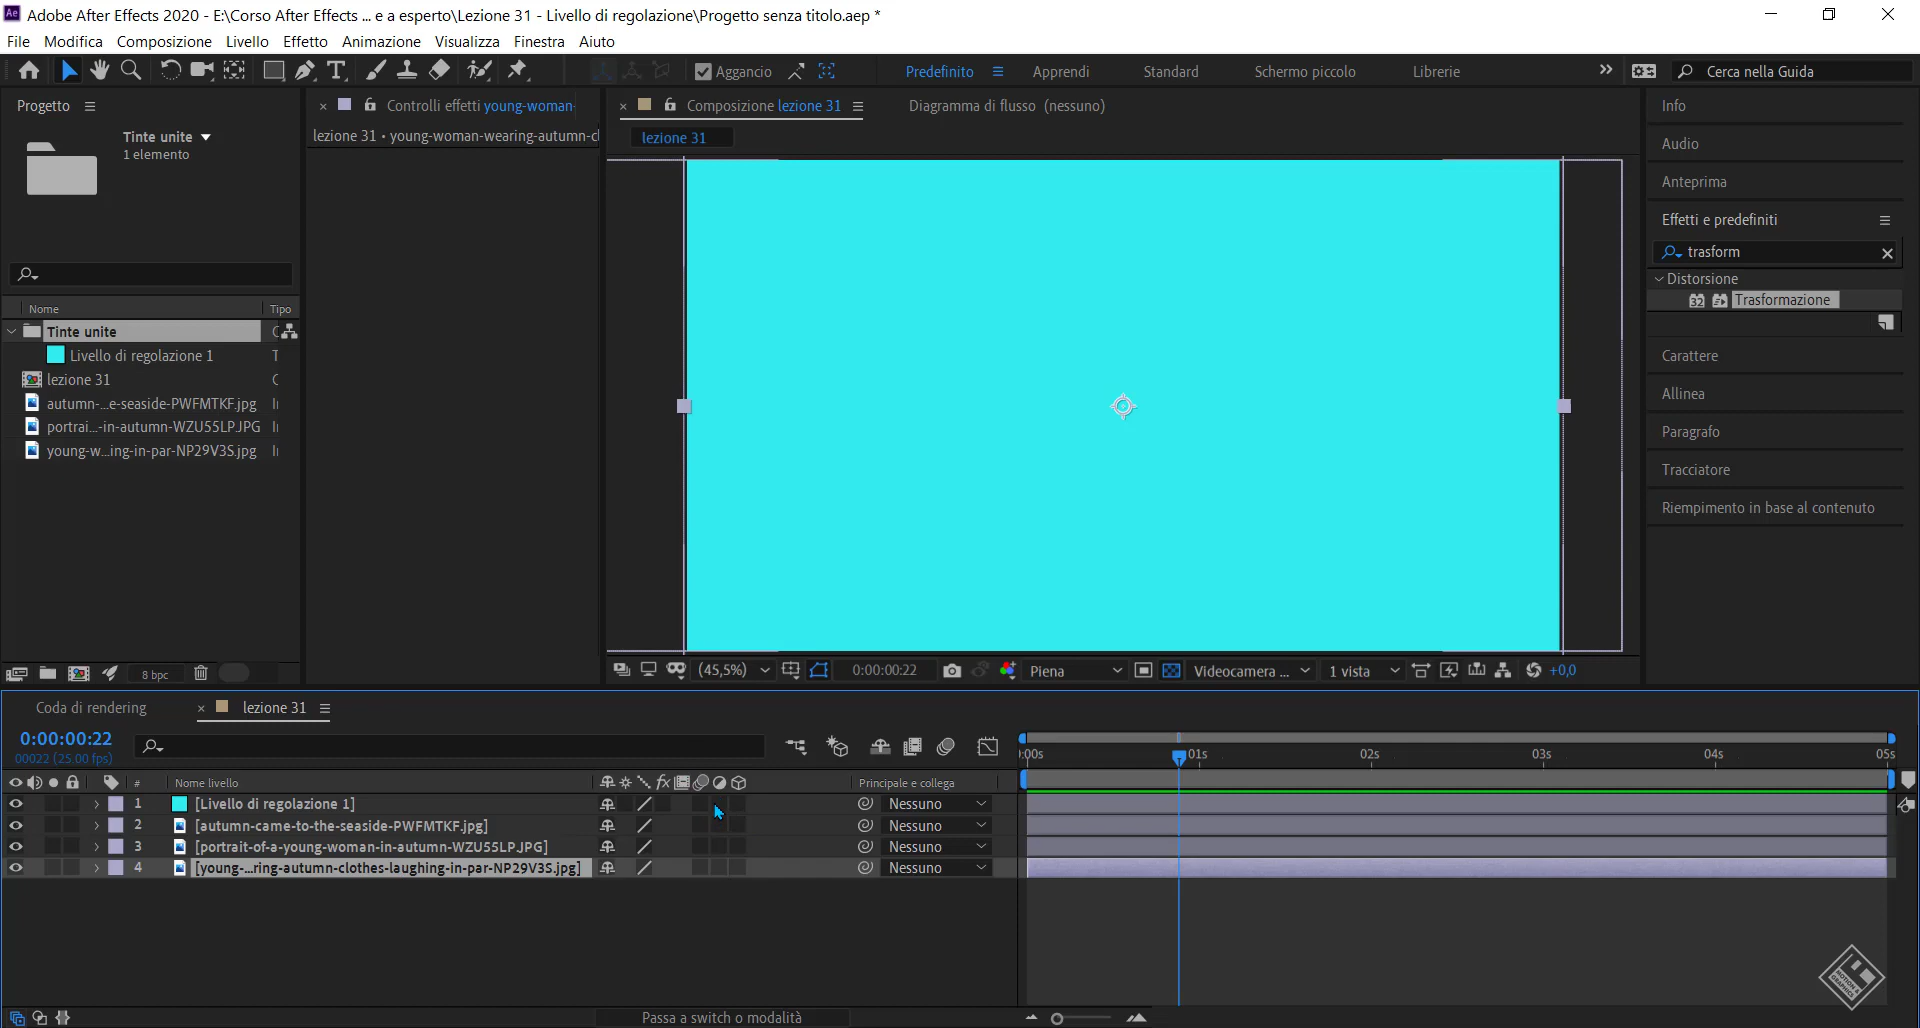 Adobe After Effects 2020 - E:\Corso After Effects ... e a esperto\Lezione 31 - Livello di regolazione\Progetto senza titolo.aep *
File Modifica Composizione Livello Effetto Animazione Visualizza Finestra Aiuto
Aggancio Predefinito Apprendi Standard Schermo piccolo Librerie Cerca nella Guida
Progetto
Tinte unite
1 elemento
Nome Tipo
Tinte unite C
Livello di regolazione 1 T
lezione 31 C
autumn-...e-seaside-PWFMTKF.jpg
portrai...-in-autumn-WZU55LP.JPG
young-w...ing-in-par-NP29V3S.jpg
8 bpc
Controlli effetti young-woman-
lezione 31 • young-woman-wearing-autumn-cl
Composizione lezione 31
Diagramma di flusso (nessuno)
lezione 31
(45,5%) 0:00:00:22 Piena Videocamera ... 1 vista +0,0
Info
Audio
Anteprima
Effetti e predefiniti
trasform
Distorsione
32 Trasformazione
Carattere
Allinea
Paragrafo
Tracciatore
Riempimento in base al contenuto
Coda di rendering
lezione 31
0:00:00:22
00022 (25.00 fps)
# Nome livello fx Principale e collega
1 [Livello di regolazione 1] Nessuno
2 [autumn-came-to-the-seaside-PWFMTKF.jpg] Nessuno
3 [portrait-of-a-young-woman-in-autumn-WZU55LP.JPG] Nessuno
4 [young-...ring-autumn-clothes-laughing-in-par-NP29V3S.jpg] Nessuno
):00s 01s 02s 03s 04s 05s
Passa a switch o modalità